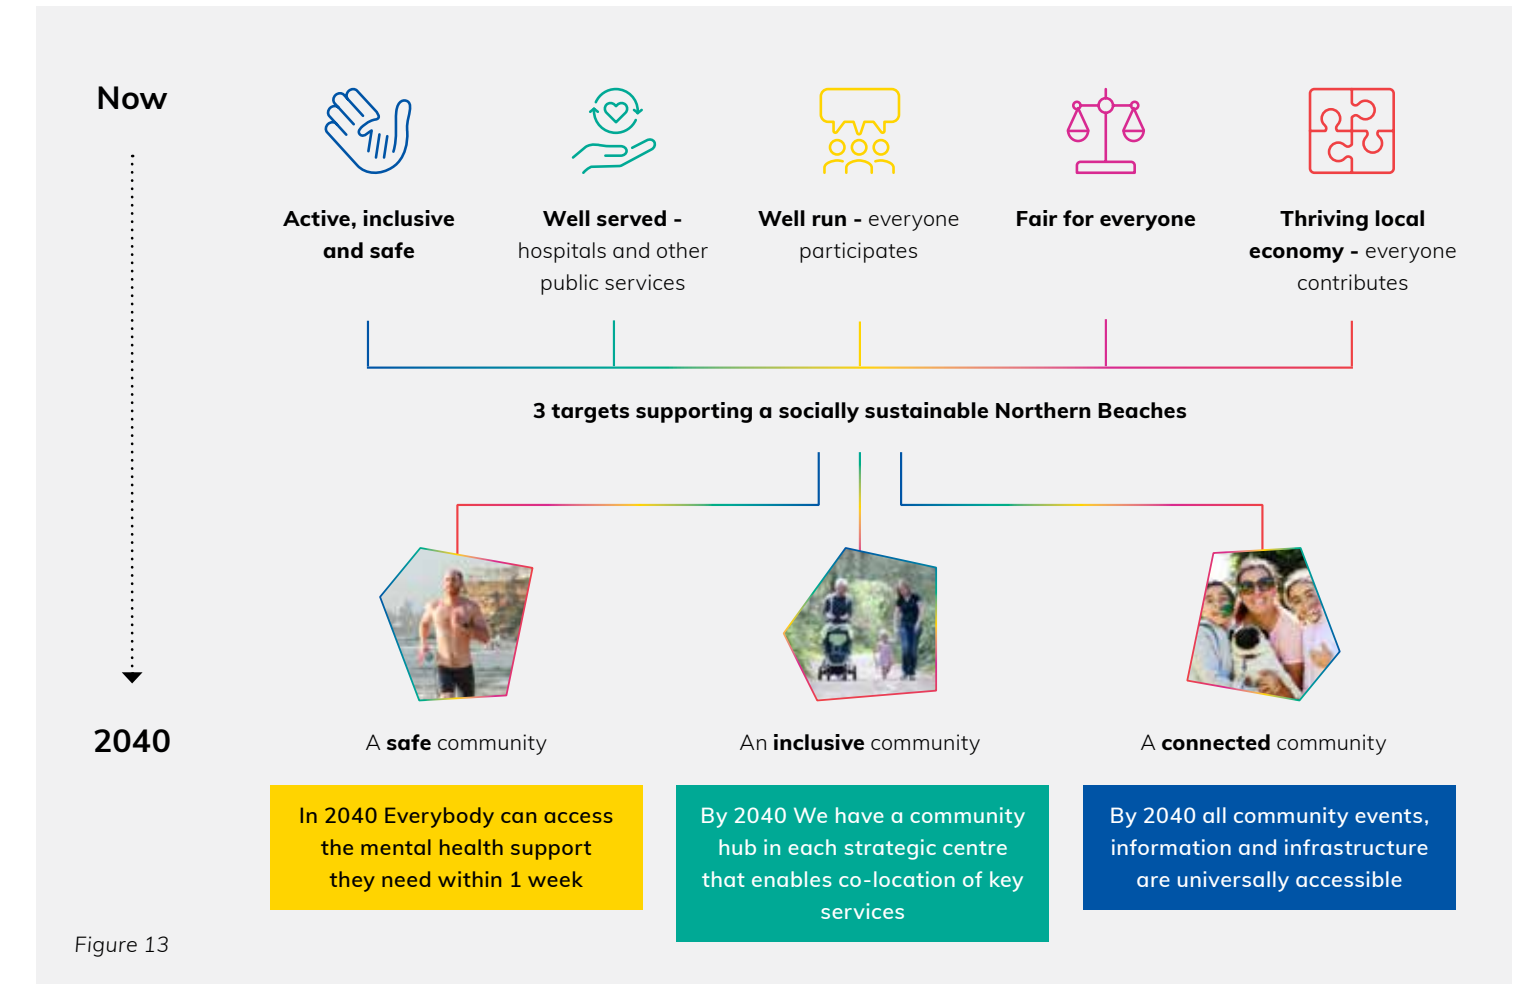 Now
Active, inclusive
and safe
Well served -
hospitals and other
public services
Well run - everyone
participates
Fair for everyone
Thriving local
economy - everyone
contributes
3 targets supporting a socially sustainable Northern Beaches
2040
A safe community
An inclusive community
A connected community
In 2040 Everybody can access
the mental health support
they need within 1 week
By 2040 We have a community
hub in each strategic centre
that enables co-location of key
services
By 2040 all community events,
information and infrastructure
are universally accessible
Figure 13